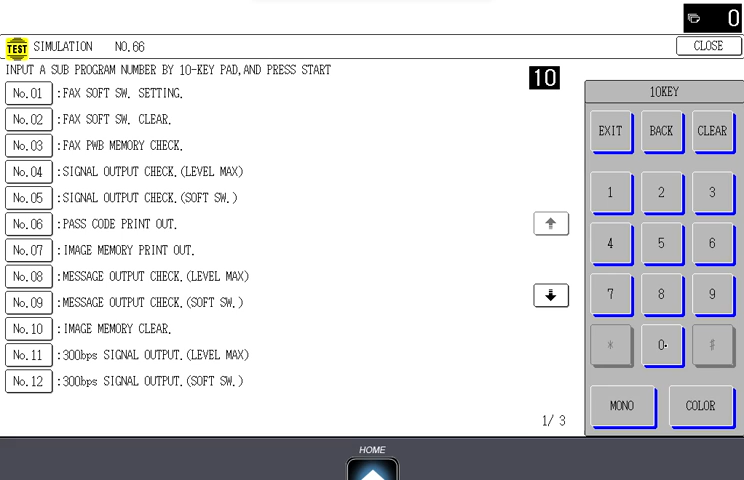 0
TEST SIMULATION NO.66 CLOSE
INPUT A SUB PROGRAM NUMBER BY 10-KEY PAD,AND PRESS START
10
No.01 :FAX SOFT SW. SETTING.
No.02 :FAX SOFT SW. CLEAR.
No.03 :FAX PWB MEMORY CHECK.
No.04 :SIGNAL OUTPUT CHECK.(LEVEL MAX)
No.05 :SIGNAL OUTPUT CHECK.(SOFT SW.)
No.06 :PASS CODE PRINT OUT.
No.07 :IMAGE MEMORY PRINT OUT.
No.08 :MESSAGE OUTPUT CHECK.(LEVEL MAX)
No.09 :MESSAGE OUTPUT CHECK.(SOFT SW.)
No.10 :IMAGE MEMORY CLEAR.
No.11 :300bps SIGNAL OUTPUT.(LEVEL MAX)
No.12 :300bps SIGNAL OUTPUT.(SOFT SW.)
1/ 3
10KEY
EXIT BACK CLEAR
1 2 3
4 5 6
7 8 9
* 0· #
MONO COLOR
HOME